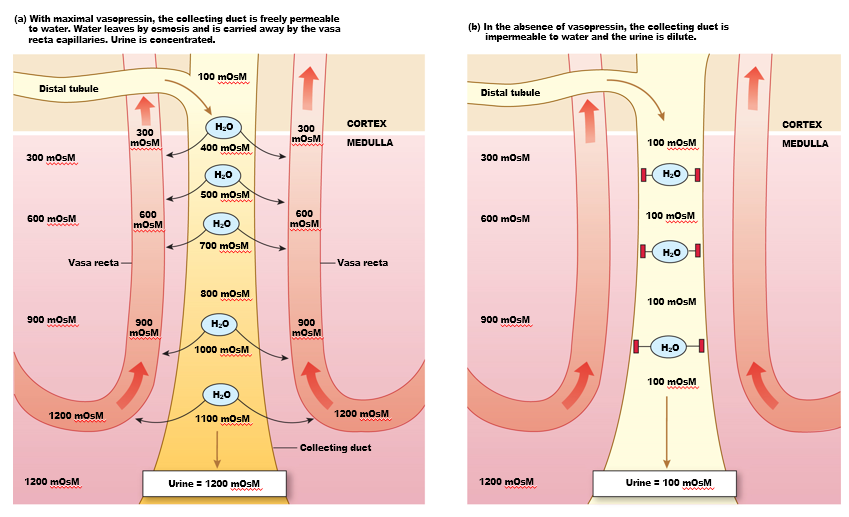 (a) With maximal vasopressin, the collecting duct is freely permeable
to water. Water leaves by osmosis and is carried away by the vasa
recta capillaries. Urine is concentrated.
100 mOsM
Distal tubule
H₂O
300
mOsM
300
mOsM
CORTEX
MEDULLA
400 mOsM
300 mOsM
H₂O
500 mOsM
600 mOsM
600
mOsM
600
mOsM
H₂O
700 mOsM
Vasa recta
Vasa recta
800 mOsM
900 mOsM
900
mOsM
900
mOsM
H₂O
1000 mOsM
H₂O
1200 mOsM
1200 mOsM
1100 mOsM
Collecting duct
1200 mOsM
Urine = 1200 mOsM
(b) In the absence of vasopressin, the collecting duct is
impermeable to water and the urine is dilute.
Distal tubule
CORTEX
MEDULLA
100 mOsM
300 mOsM
H₂O
600 mOsM
100 mOsM
H₂O
100 mOsM
900 mOsM
H₂O
100 mOsM
1200 mOsM
Urine = 100 mOsM